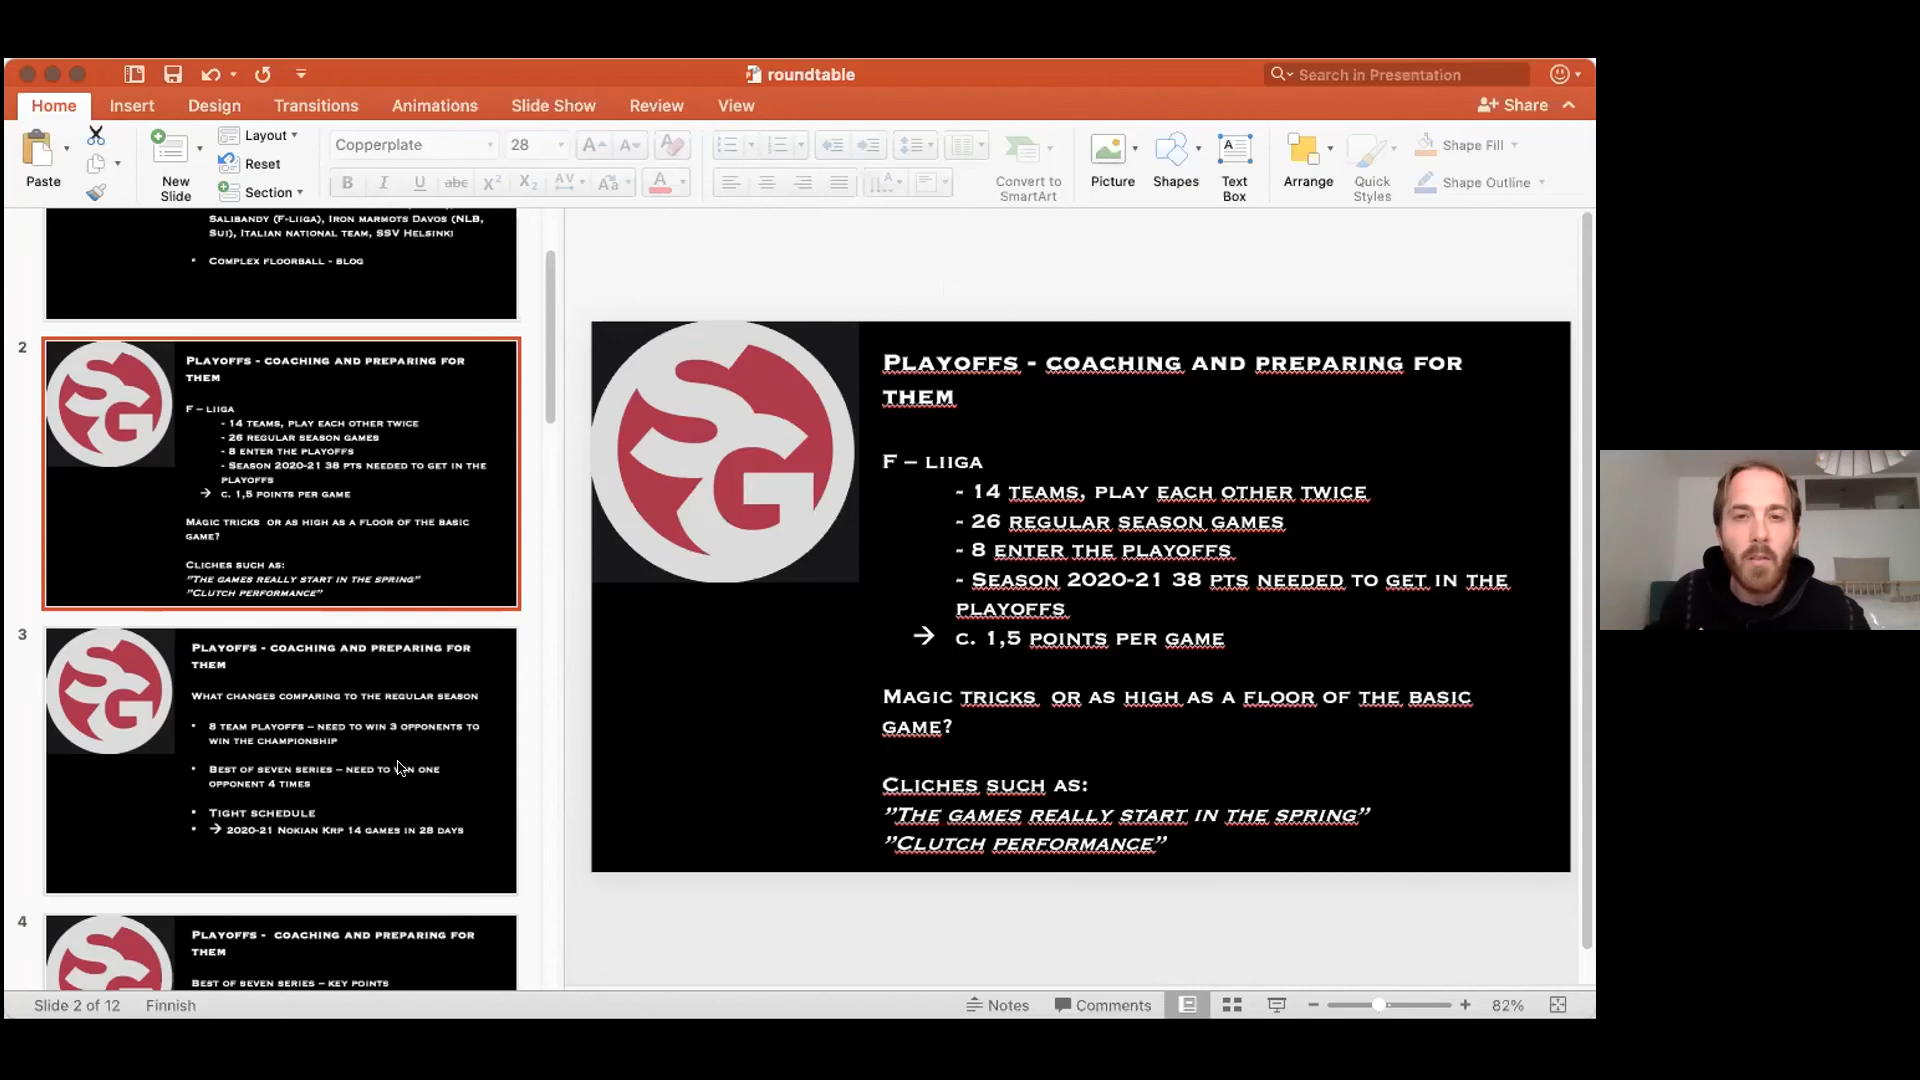 roundtable
Search in Presentation
Home Insert Design Transitions Animations Slide Show Review View
Share
Paste
New
Slide
Layout
Reset
Section
Copperplate 28
Convert to
SmartArt
Picture
Shapes
Text
Box
Arrange
Quick
Styles
Shape Fill
Shape Outline
Salibandy (F-liiga), Iron marmots Davos (NLB,
Sui), Italian national team, SSV Helsinki
• Complex floorball - blog
2
Playoffs - coaching and preparing for
them
F – liiga
- 14 teams, play each other twice
- 26 regular season games
- 8 enter the playoffs
- Season 2020-21 38 pts needed to get in the
playoffs
→ c. 1,5 points per game
Magic tricks or as high as a floor of the basic
game?
Cliches such as:
"The games really start in the spring"
"Clutch performance"
3
Playoffs - coaching and preparing for
them
What changes comparing to the regular season
• 8 team playoffs – need to win 3 opponents to
win the championship
• Best of seven series – need to win one
opponent 4 times
• Tight schedule
• → 2020-21 Nokian Krp 14 games in 28 days
4
Playoffs - coaching and preparing for
them
Best of seven series – key points
Playoffs - coaching and preparing for
them
F – liiga
- 14 teams, play each other twice
- 26 regular season games
- 8 enter the playoffs
- Season 2020-21 38 pts needed to get in the
playoffs
→ c. 1,5 points per game
Magic tricks  or as high as a floor of the basic
game?
Cliches such as:
"The games really start in the spring"
"Clutch performance"
Slide 2 of 12 Finnish
Notes Comments 82%